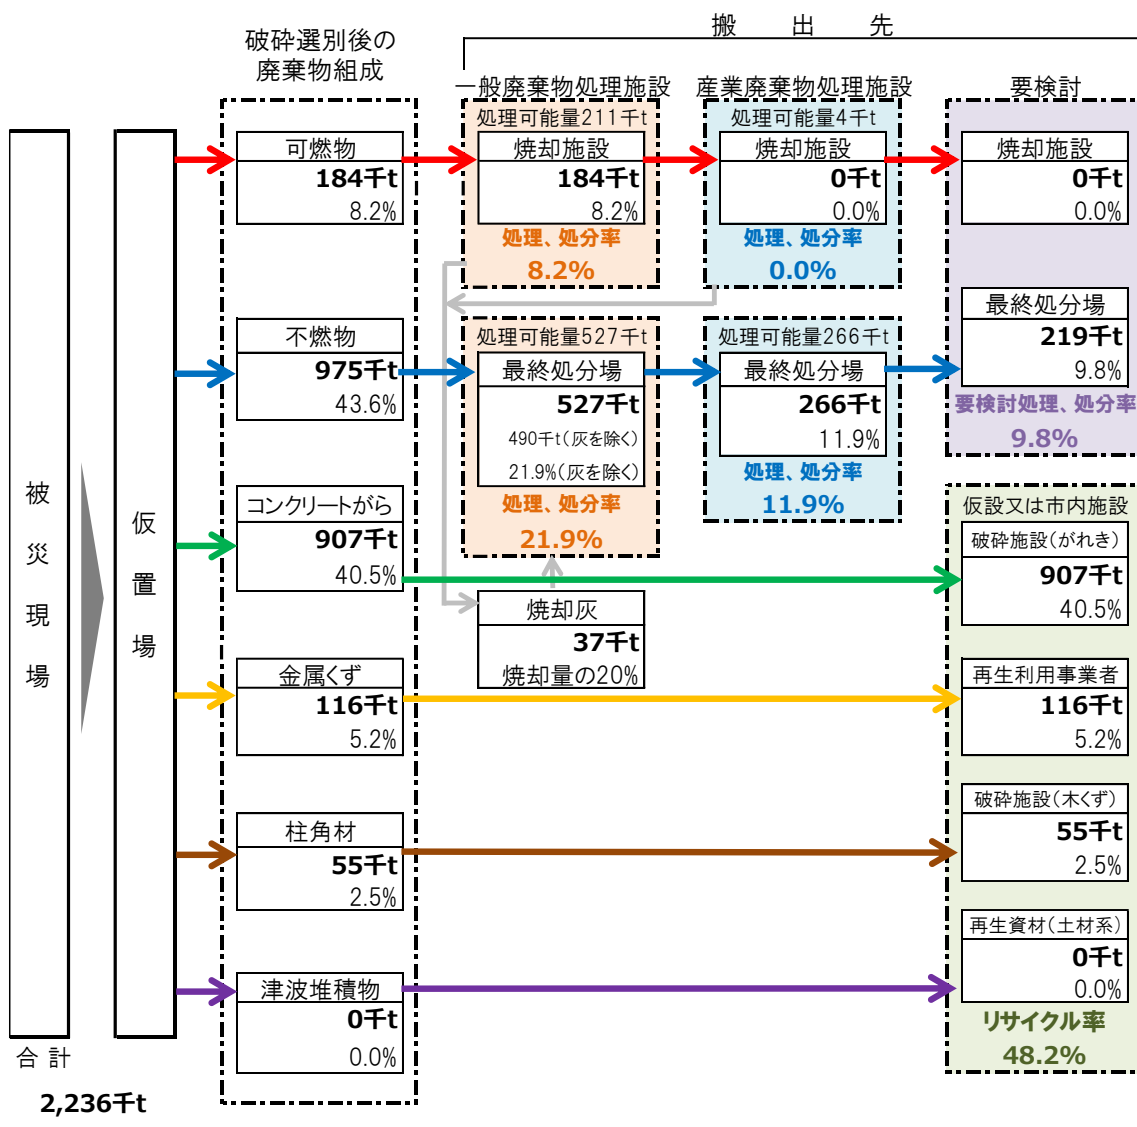 搬 出 先
破砕選別後の
廃棄物組成
一般廃棄物処理施設
産業廃棄物処理施設
要検討
処理可能量211千t
処理可能量4千t
可燃物
184千t
8.2%
焼却施設
184千t
8.2%
処理、処分率
8.2%
焼却施設
0千t
0.0%
処理、処分率
0.0%
焼却施設
0千t
0.0%
不燃物
975千t
43.6%
処理可能量527千t
最終処分場
527千t
490千t(灰を除く)
21.9%(灰を除く)
処理、処分率
21.9%
処理可能量266千t
最終処分場
266千t
11.9%
処理、処分率
11.9%
最終処分場
219千t
9.8%
要検討処理、処分率
9.8%
被災現場
仮置場
コンクリートがら
907千t
40.5%
焼却灰
37千t
焼却量の20%
仮設又は市内施設
破砕施設(がれき)
907千t
40.5%
金属くず
116千t
5.2%
再生利用事業者
116千t
5.2%
柱角材
55千t
2.5%
破砕施設(木くず)
55千t
2.5%
津波堆積物
0千t
0.0%
再生資材(土材系)
0千t
0.0%
リサイクル率
48.2%
合計
2,236千t